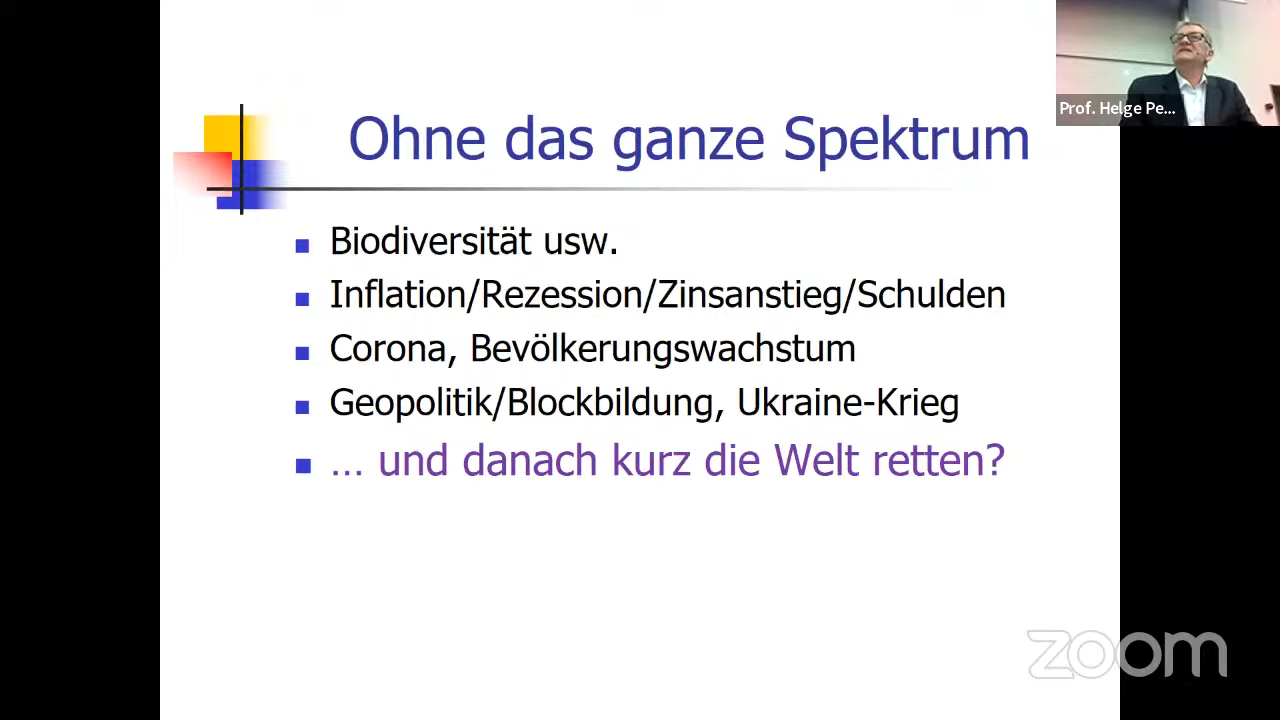 Ohne das ganze Spektrum
Biodiversität usw.
Inflation/Rezession/Zinsanstieg/Schulden
Corona, Bevölkerungswachstum
Geopolitik/Blockbildung, Ukraine-Krieg
… und danach kurz die Welt retten?
Prof. Helge Pe...
zoom